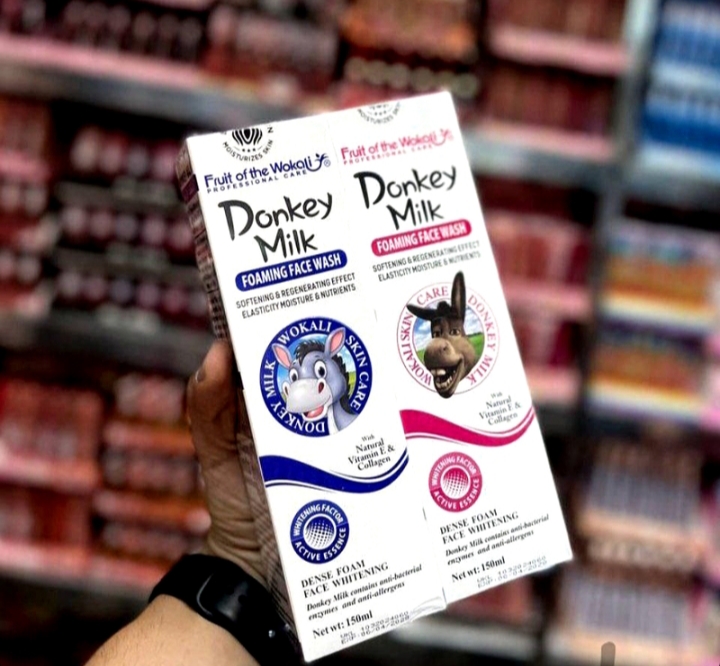 MOISTURIZES SKIN
Fruit of the Wokali ®
PROFESSIONAL CARE
Donkey
Milk
FOAMING FACE WASH
SOFTENING & REGENERATING EFFECT
ELASTICITY MOISTURE & NUTRIENTS
DONKEY MILK WOKALI SKIN CARE
With
Natural
Vitamin E &
Collagen
WHITENING FACTOR
ACTIVE ESSENCE
DENSE FOAM
FACE WHITENING
Donkey Milk contains anti-bacterial
enzymes and anti-allergens
Net wt: 150ml
MOISTURIZES SKIN
Fruit of the Wokali ®
PROFESSIONAL CARE
Donkey
Milk
FOAMING FACE WASH
SOFTENING & REGENERATING EFFECT
ELASTICITY MOISTURE & NUTRIENTS
WOKALI SKIN CARE DONKEY MILK
With
Natural
Vitamin E &
Collagen
WHITENING FACTOR
ACTIVE ESSENCE
DENSE FOAM
FACE WHITENING
Donkey Milk contains anti-bacterial
enzymes and anti-allergens
Net wt: 150ml